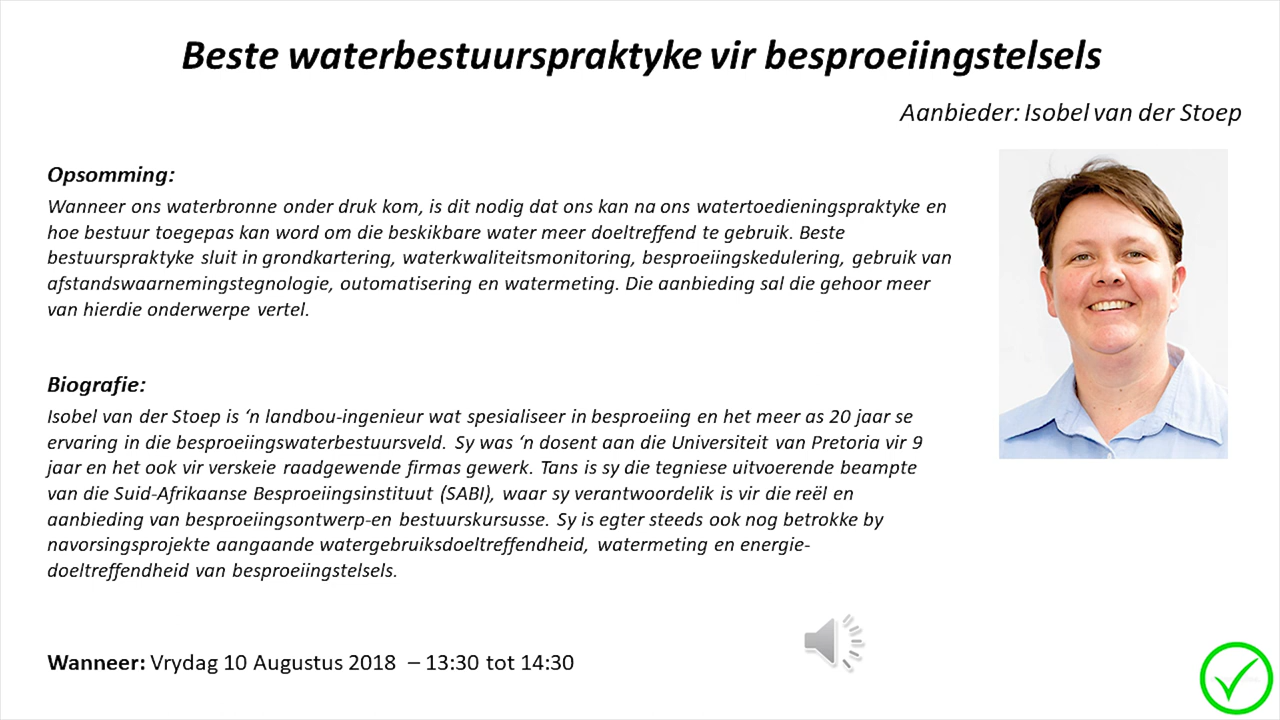 Beste waterbestuurspraktyke vir besproeiingstelsels
Aanbieder: Isobel van der Stoep
Opsomming:
Wanneer ons waterbronne onder druk kom, is dit nodig dat ons kan na ons watertoedieningspraktyke en
hoe bestuur toegepas kan word om die beskikbare water meer doeltreffend te gebruik. Beste
bestuurspraktyke sluit in grondkartering, waterkwaliteitsmonitoring, besproeiingskedulering, gebruik van
afstandswaarnemingstegnologie, outomatisering en watermeting. Die aanbieding sal die gehoor meer
van hierdie onderwerpe vertel.
Biografie:
Isobel van der Stoep is ‘n landbou-ingenieur wat spesialiseer in besproeiing en het meer as 20 jaar se
ervaring in die besproeiingswaterbestuursveld. Sy was ‘n dosent aan die Universiteit van Pretoria vir 9
jaar en het ook vir verskeie raadgewende firmas gewerk. Tans is sy die tegniese uitvoerende beampte
van die Suid-Afrikaanse Besproeiingsinstituut (SABI), waar sy verantwoordelik is vir die reël en
aanbieding van besproeiingsontwerp-en bestuurskursusse. Sy is egter steeds ook nog betrokke by
navorsingsprojekte aangaande watergebruiksdoeltreffendheid, watermeting en energie-
doeltreffendheid van besproeiingstelsels.
Wanneer: Vrydag 10 Augustus 2018 – 13:30 tot 14:30